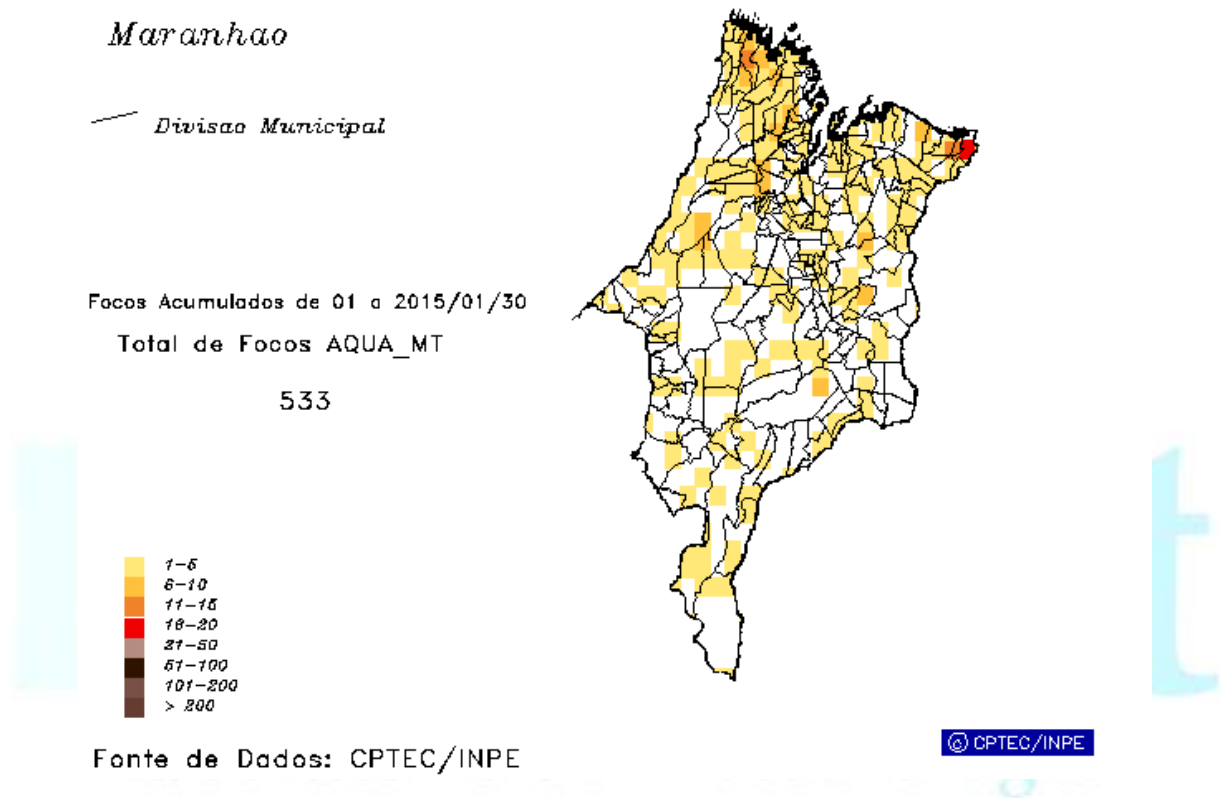 Maranhao
Divisao Municipal
Focos Acumulados de 01 a 2015/01/30
Total de Focos AQUA_MT
533
1-5
6-10
11-15
16-20
21-50
51-100
101-200
> 200
Fonte de Dados: CPTEC/INPE
© CPTEC/INPE